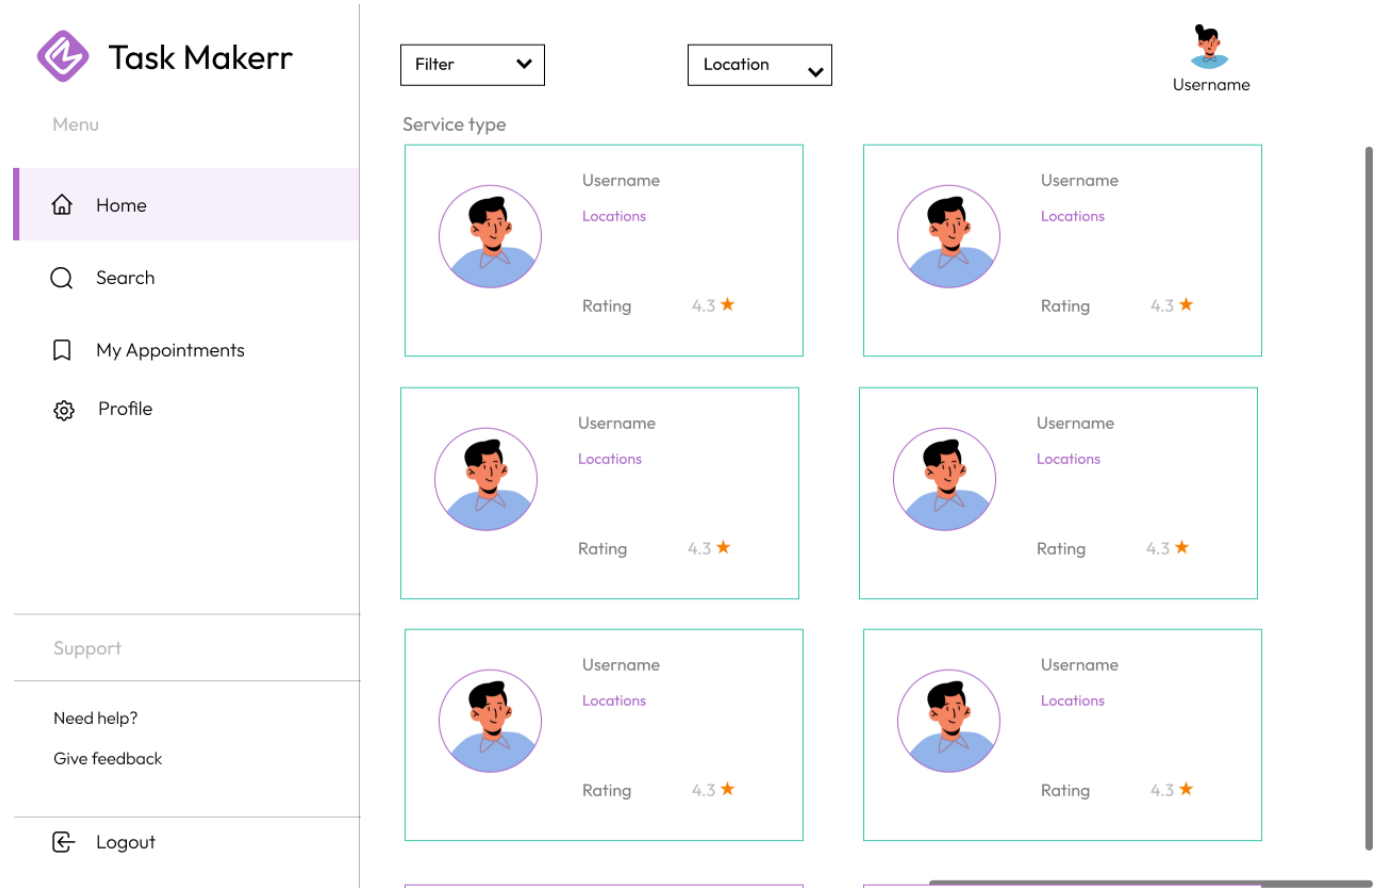 Task Makerr
Menu
Home
Search
My Appointments
Profile
Support
Need help?
Give feedback
Logout
Filter
Location
Username
Service type
Username
Locations
Rating 4.3
Username
Locations
Rating 4.3
Username
Locations
Rating 4.3
Username
Locations
Rating 4.3
Username
Locations
Rating 4.3
Username
Locations
Rating 4.3